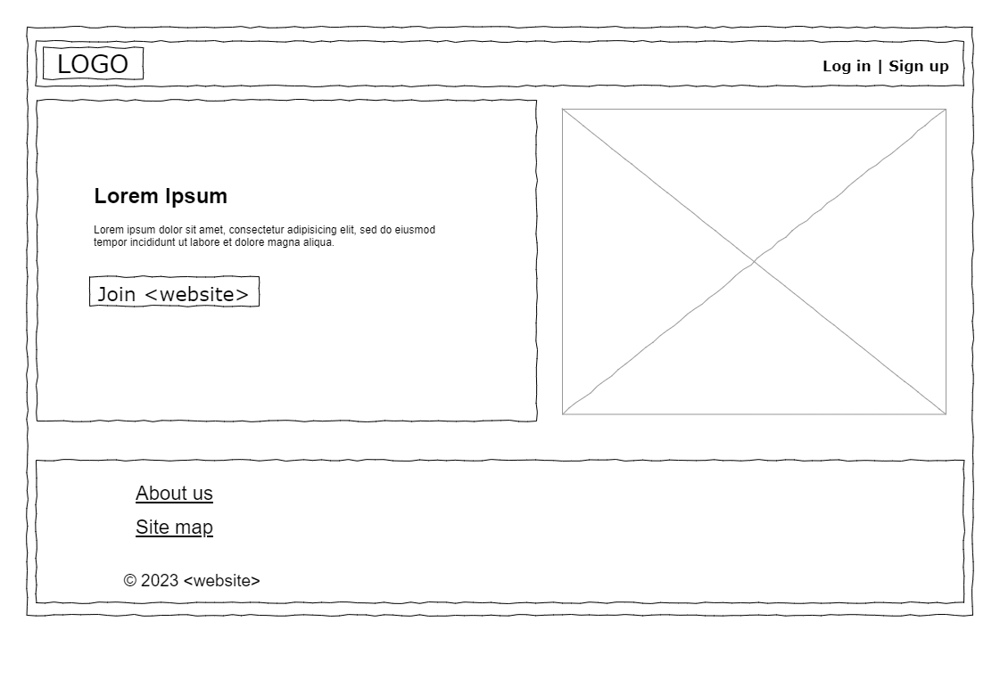 LOGO
Log in | Sign up
Lorem Ipsum
Lorem ipsum dolor sit amet, consectetur adipisicing elit, sed do eiusmod
tempor incididunt ut labore et dolore magna aliqua.
Join <website>
About us
Site map
© 2023 <website>